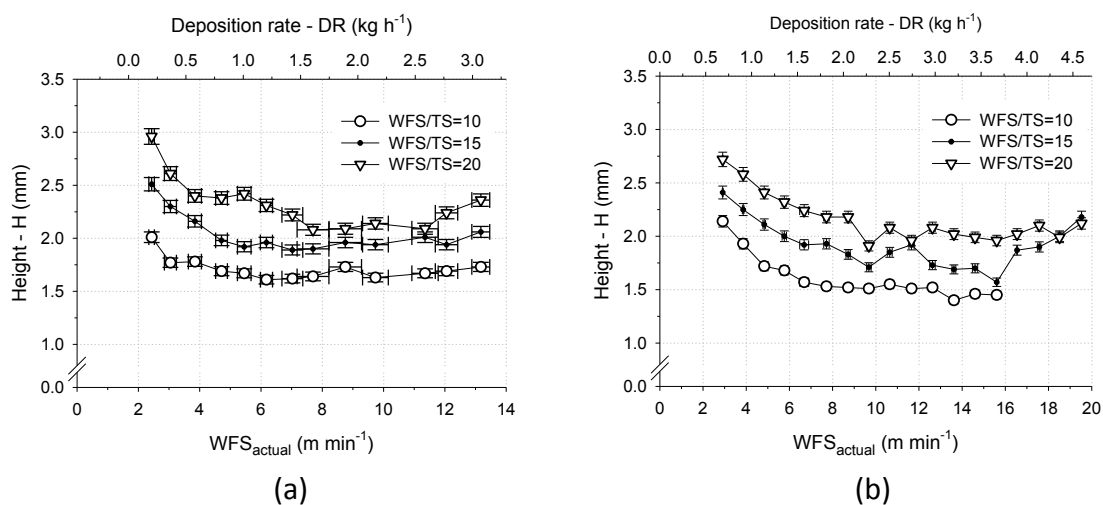 Deposition rate - DR (kg h-1)
0.0 0.5 1.0 1.5 2.0 2.5 3.0
3.5
3.0
2.5
2.0
1.5
1.0
0.0
Height - H (mm)
WFS/TS=10
WFS/TS=15
WFS/TS=20
0 2 4 6 8 10 12 14
WFSactual (m min-1)
(a)
Deposition rate - DR (kg h-1)
0.0 0.5 1.0 1.5 2.0 2.5 3.0 3.5 4.0 4.5
3.5
3.0
2.5
2.0
1.5
1.0
0.0
Height - H (mm)
WFS/TS=10
WFS/TS=15
WFS/TS=20
0 2 4 6 8 10 12 14 16 18 20
WFSactual (m min-1)
(b)